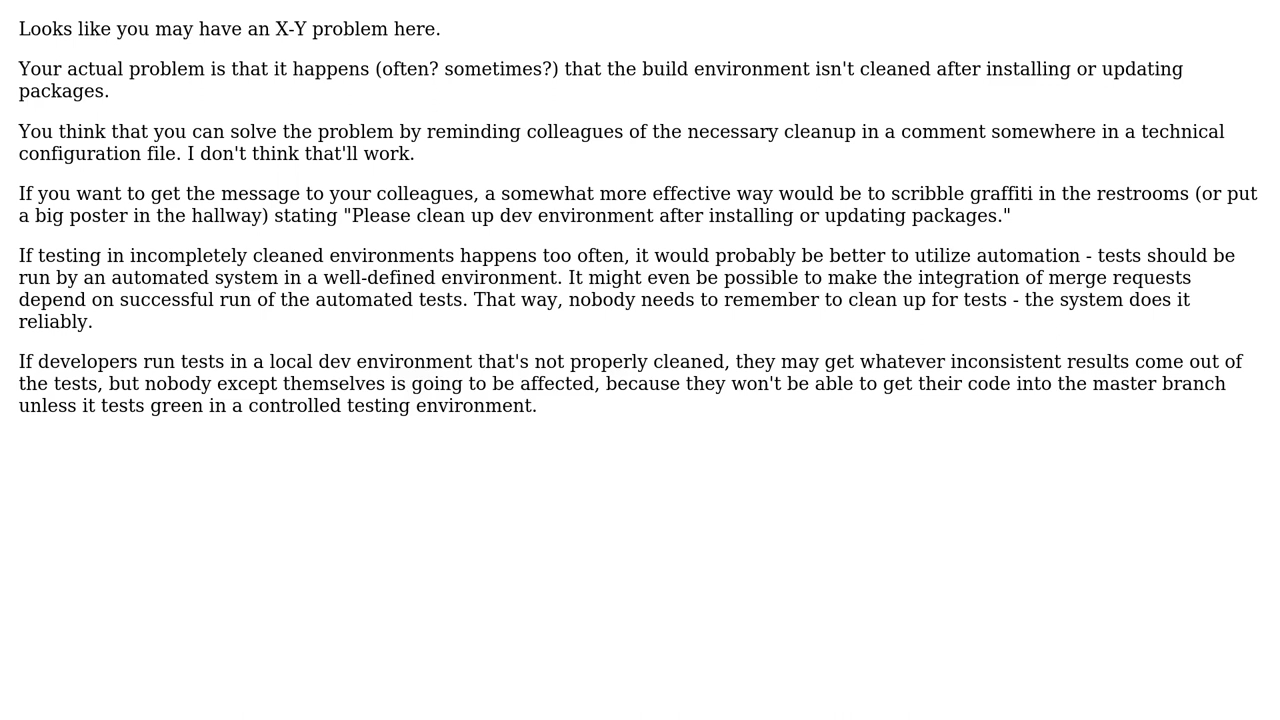 Looks like you may have an X-Y problem here.
Your actual problem is that it happens (often? sometimes?) that the build environment isn't cleaned after installing or updating
packages.
You think that you can solve the problem by reminding colleagues of the necessary cleanup in a comment somewhere in a technical
configuration file. I don't think that'll work.
If you want to get the message to your colleagues, a somewhat more effective way would be to scribble graffiti in the restrooms (or put
a big poster in the hallway) stating "Please clean up dev environment after installing or updating packages."
If testing in incompletely cleaned environments happens too often, it would probably be better to utilize automation - tests should be
run by an automated system in a well-defined environment. It might even be possible to make the integration of merge requests
depend on successful run of the automated tests. That way, nobody needs to remember to clean up for tests - the system does it
reliably.
If developers run tests in a local dev environment that's not properly cleaned, they may get whatever inconsistent results come out of
the tests, but nobody except themselves is going to be affected, because they won't be able to get their code into the master branch
unless it tests green in a controlled testing environment.